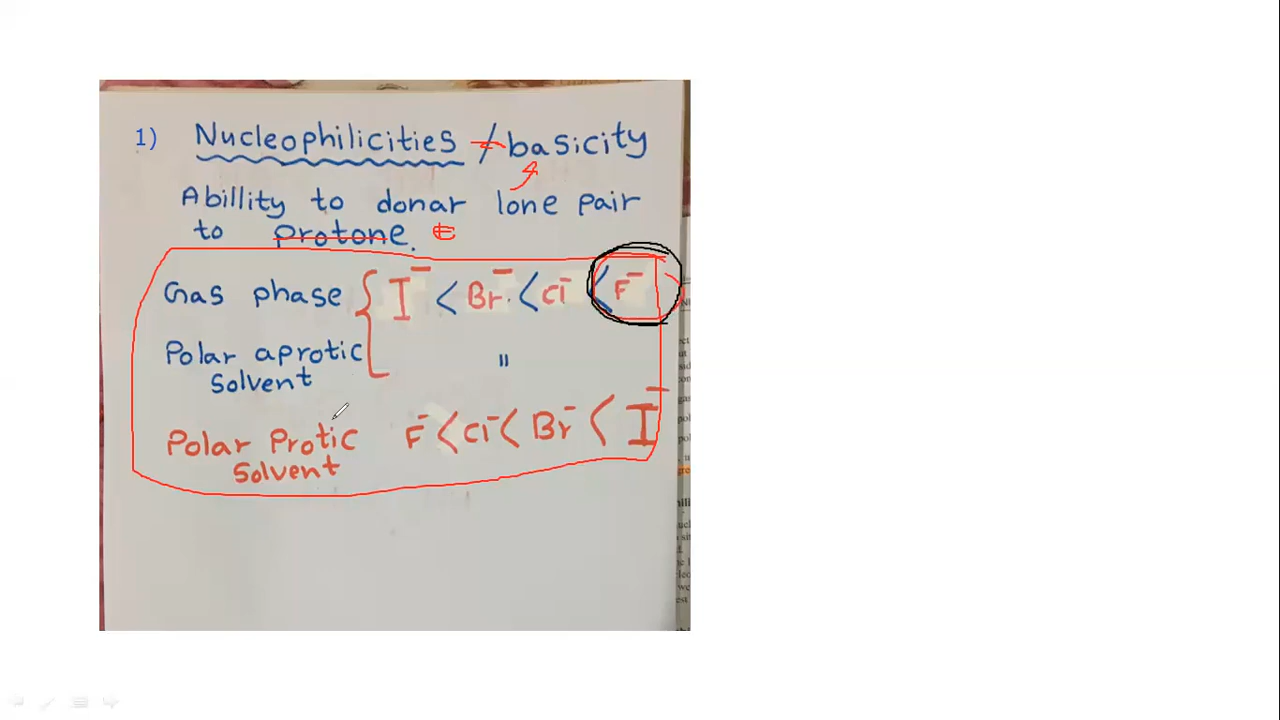 1) Nucleophilicities ≠ basicity
Abillity to donar lone pair
to protone. E
Gas phase { I⁻ < Br⁻ < Cl⁻ < F⁻
Polar aprotic "
Solvent
Polar Protic F⁻ < Cl⁻ < Br⁻ < I⁻
Solvent